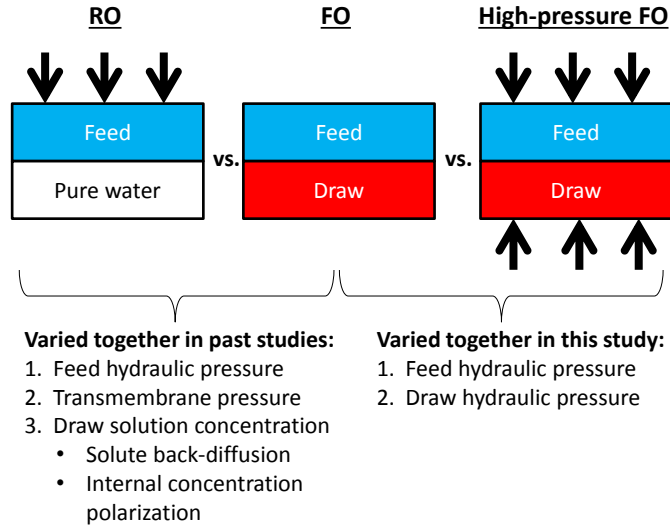 RO
FO
High-pressure FO
Feed
Pure water
vs.
Feed
Draw
vs.
Feed
Draw
Varied together in past studies:
1. Feed hydraulic pressure
2. Transmembrane pressure
3. Draw solution concentration
• Solute back-diffusion
• Internal concentration
polarization
Varied together in this study:
1. Feed hydraulic pressure
2. Draw hydraulic pressure